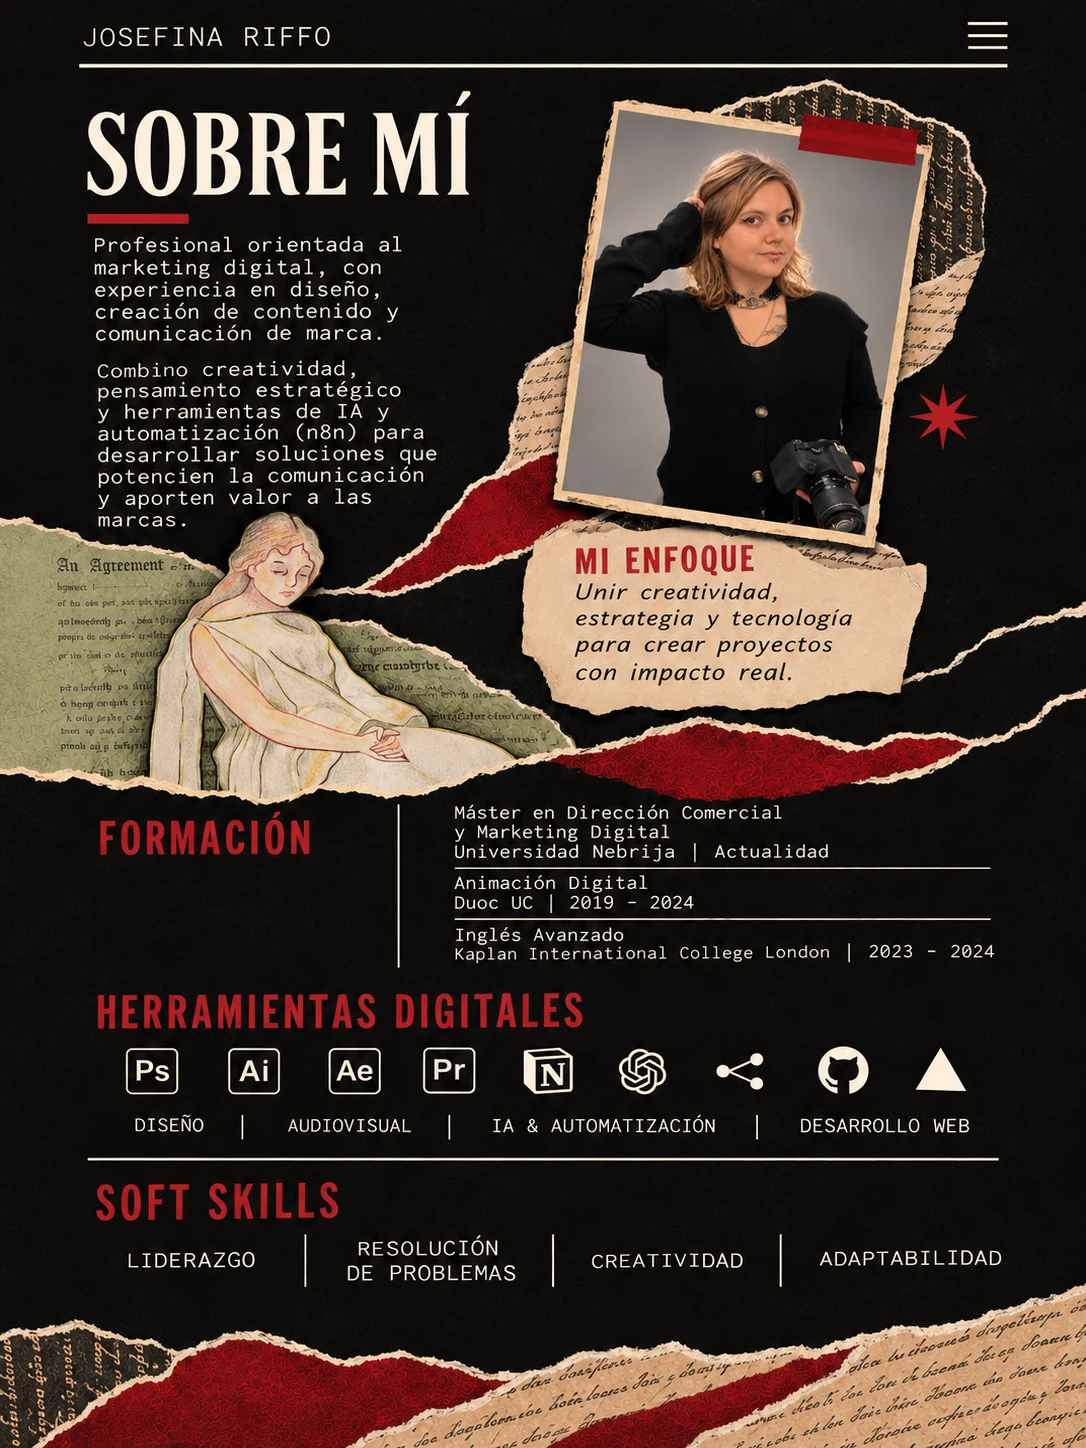 JOSEFINA RIFFO
SOBRE MÍ
Profesional orientada al
marketing digital, con
experiencia en diseño,
creación de contenido y
comunicación de marca.
Combino creatividad,
pensamiento estratégico
y herramientas de IA y
automatización (n8n) para
desarrollar soluciones que
potencien la comunicación
y aporten valor a las
marcas.
An Agreement
MI ENFOQUE
Unir creatividad,
estrategia y tecnología
para crear proyectos
con impacto real.
FORMACIÓN
Máster en Dirección Comercial
y Marketing Digital
Universidad Nebrija | Actualidad
Animación Digital
Duoc UC | 2019 – 2024
Inglés Avanzado
Kaplan International College London | 2023 – 2024
HERRAMIENTAS DIGITALES
Ps Ai Ae Pr N
DISEÑO | AUDIOVISUAL | IA & AUTOMATIZACIÓN | DESARROLLO WEB
SOFT SKILLS
LIDERAZGO | RESOLUCIÓN
DE PROBLEMAS | CREATIVIDAD | ADAPTABILIDAD